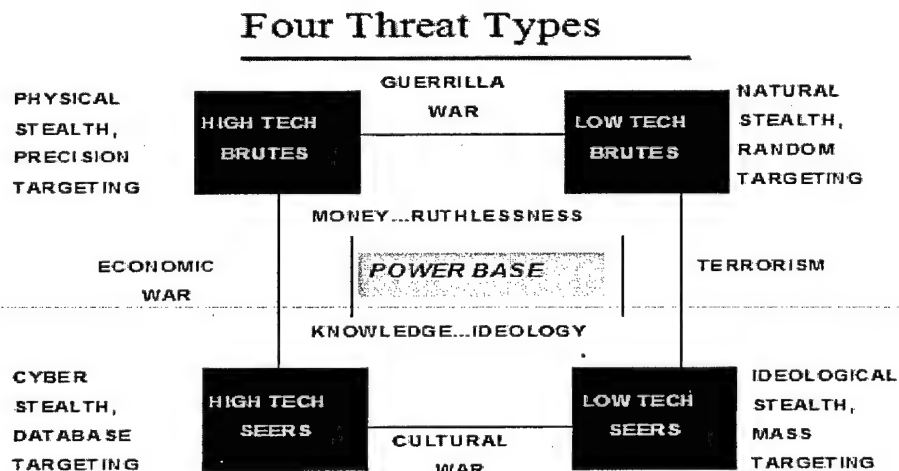 Four Threat Types
PHYSICAL
STEALTH,
PRECISION
TARGETING
HIGH TECH
BRUTES
GUERRILLA
WAR
LOW TECH
BRUTES
NATURAL
STEALTH,
RANDOM
TARGETING
MONEY...RUTHLESSNESS
ECONOMIC
WAR
POWER BASE
TERRORISM
KNOWLEDGE...IDEOLOGY
CYBER
STEALTH,
DATABASE
TARGETING
HIGH TECH
SEERS
CULTURAL
WAR
LOW TECH
SEERS
IDEOLOGICAL
STEALTH,
MASS
TARGETING